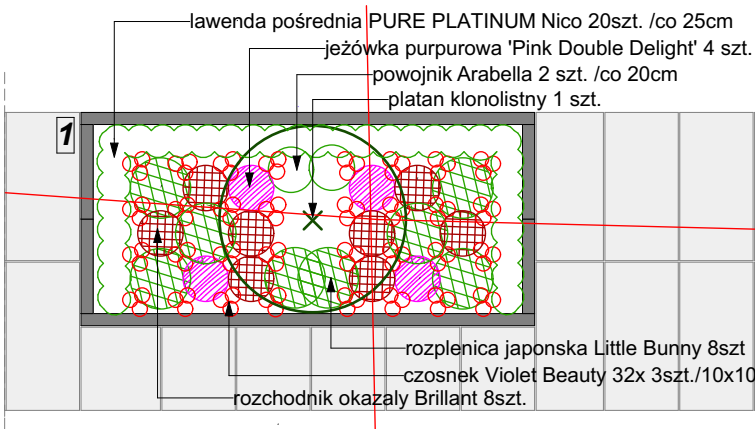 lawenda pośrednia PURE PLATINUM Nico 20szt. /co 25cm
jeżówka purpurowa 'Pink Double Delight' 4 szt.
powojnik Arabella 2 szt. /co 20cm
platan klonolistny 1 szt.
1
rozplenica japonska Little Bunny 8szt
czosnek Violet Beauty 32x 3szt./10x10
rozchodnik okazaly Brillant 8szt.